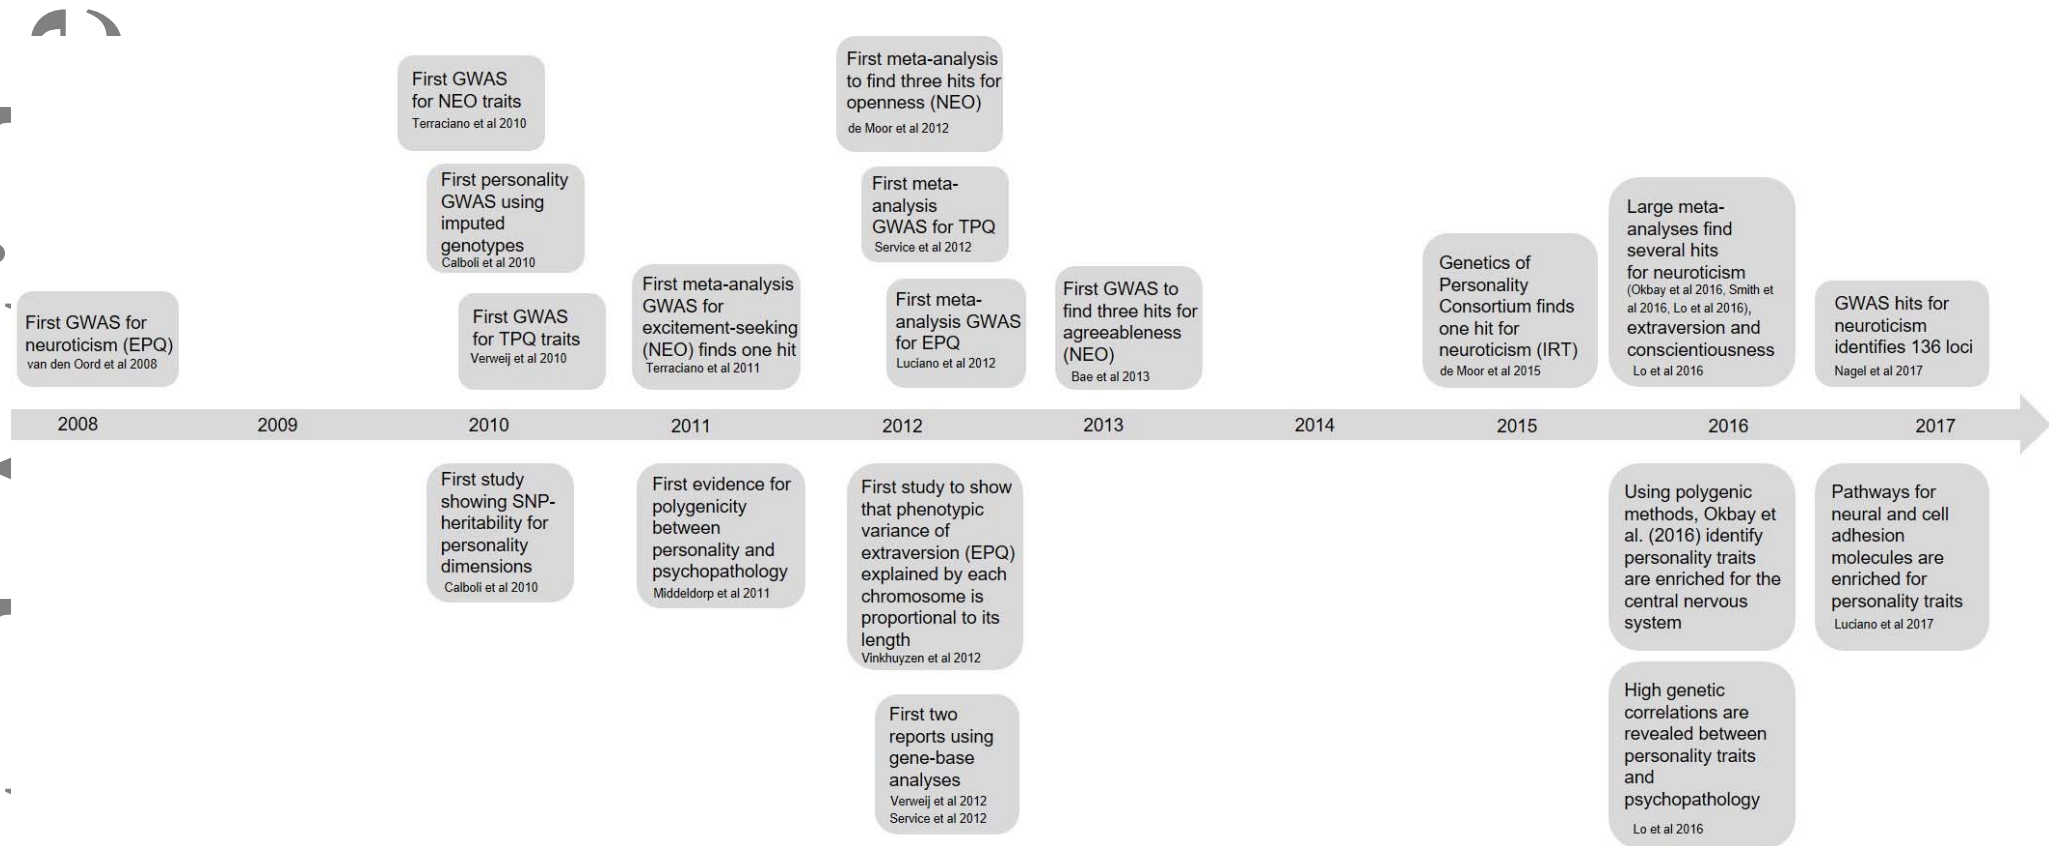 First GWAS
for NEO traits
Terraciano et al 2010
First personality
GWAS using
imputed
genotypes
Calboli et al 2010
First GWAS for
neuroticism (EPQ)
van den Oord et al 2008
First GWAS
for TPQ traits
Verweij et al 2010
First meta-analysis
GWAS for
excitement-seeking
(NEO) finds one hit
Terraciano et al 2011
First meta-analysis
to find three hits for
openness (NEO)
de Moor et al 2012
First meta-
analysis
GWAS for TPQ
Service et al 2012
First meta-
analysis GWAS
for EPQ
Luciano et al 2012
First GWAS to
find three hits for
agreeableness
(NEO)
Bae et al 2013
Genetics of
Personality
Consortium finds
one hit for
neuroticism (IRT)
de Moor et al 2015
Large meta-
analyses find
several hits
for neuroticism
(Okbay et al 2016, Smith et
al 2016, Lo et al 2016),
extraversion and
conscientiousness
Lo et al 2016
GWAS hits for
neuroticism
identifies 136 loci
Nagel et al 2017
2008 2009 2010 2011 2012 2013 2014 2015 2016 2017
First study
showing SNP-
heritability for
personality
dimensions
Calboli et al 2010
First evidence for
polygenicity
between
personality and
psychopathology
Middeldorp et al 2011
First study to show
that phenotypic
variance of
extraversion (EPQ)
explained by each
chromosome is
proportional to its
length
Vinkhuyzen et al 2012
First two
reports using
gene-base
analyses
Verweij et al 2012
Service et al 2012
Using polygenic
methods, Okbay et
al. (2016) identify
personality traits
are enriched for the
central nervous
system
High genetic
correlations are
revealed between
personality traits
and
psychopathology
Lo et al 2016
Pathways for
neural and cell
adhesion
molecules are
enriched for
personality traits
Luciano et al 2017